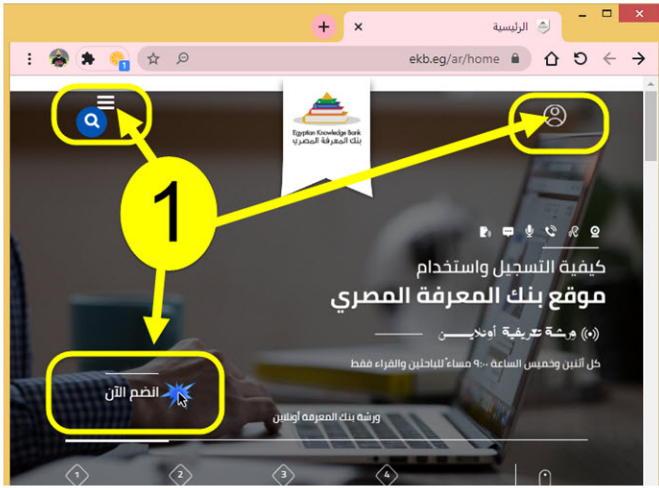 الرئيسية
ekb.eg/ar/home
1
Egyptian Knowledge Bank
بنك المعرفة المصري
1
كيفية التسجيل واستخدام
موقع بنك المعرفة المصري
ورشة تعريفية أونلايــــن
كل أثنين وخميس الساعة ٩:٠٠ مساءً للباحثين والقراء فقط
انضم الآن
ورشة بنك المعرفة أونلاين
1
2
3
4